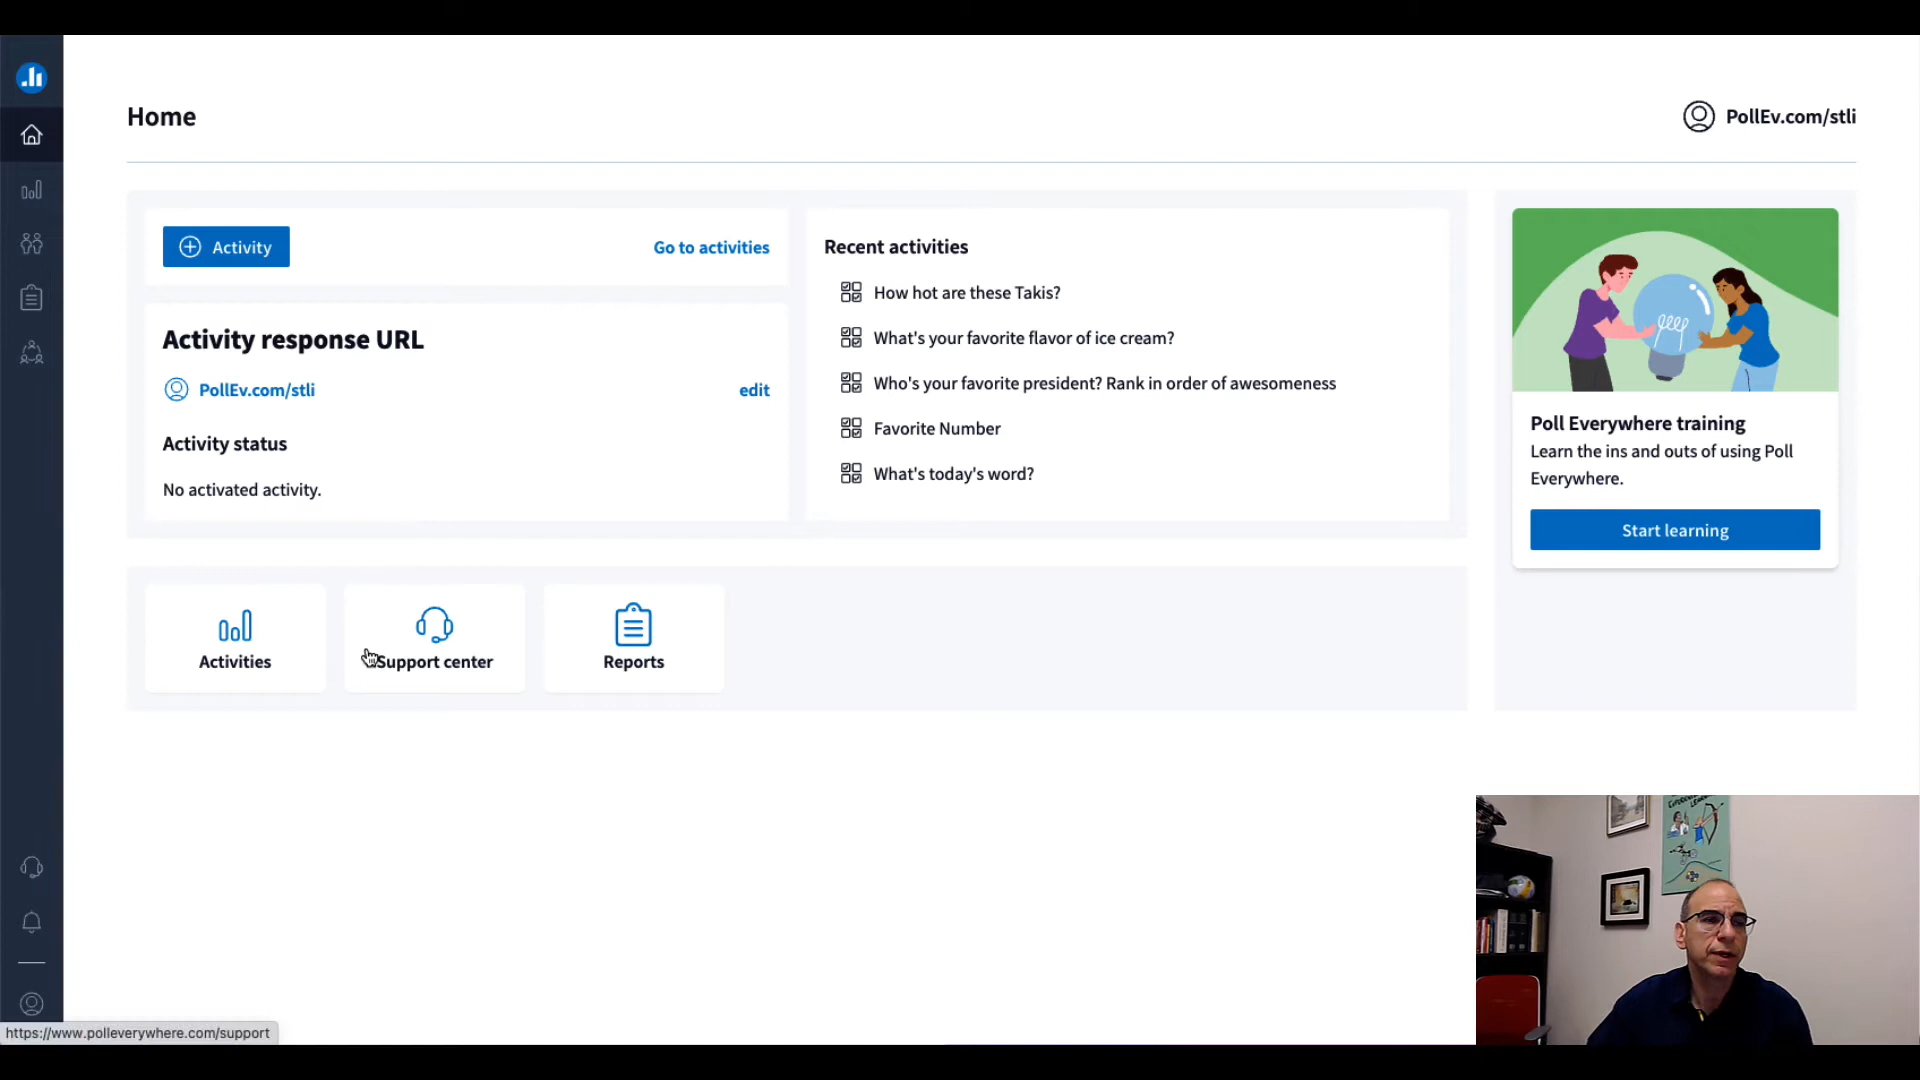 Home
PollEv.com/stli
Activity
Go to activities
Activity response URL
PollEv.com/stli
edit
Activity status
No activated activity.
Recent activities
How hot are these Takis?
What's your favorite flavor of ice cream?
Who's your favorite president? Rank in order of awesomeness
Favorite Number
What's today's word?
Poll Everywhere training
Learn the ins and outs of using Poll
Everywhere.
Start learning
Activities
Support center
Reports
https://www.polleverywhere.com/support